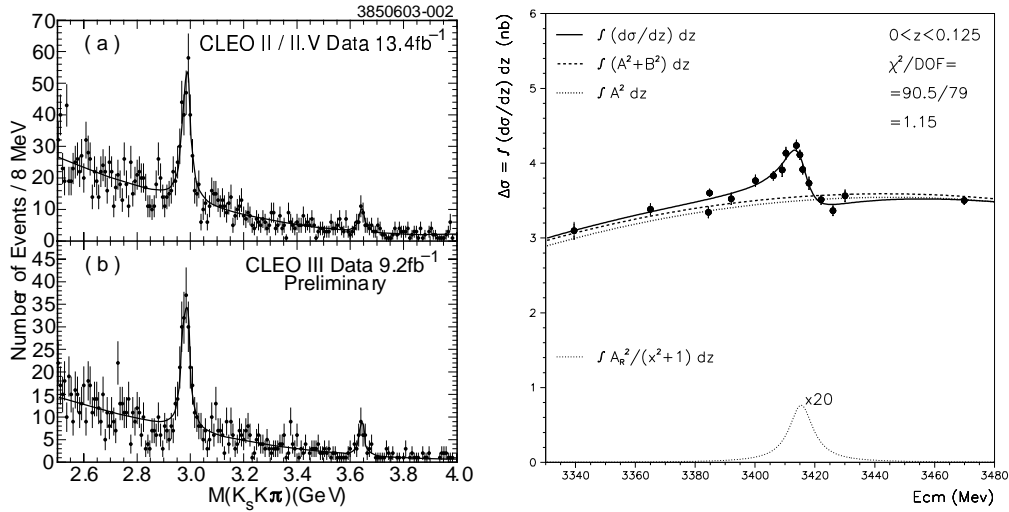 3850603-002
70
60
50
40
30
20
10
0
(a)
CLEO II / II.V Data 13.4fb⁻¹
45
40
35
30
25
20
15
10
5
0
(b)
CLEO III Data 9.2fb⁻¹
Preliminary
Number of Events / 8 MeV
2.6 2.8 3.0 3.2 3.4 3.6 3.8 4.0
M(KₛKπ)(GeV)
Δσ = ∫ (dσ/dz) dz (nb)
6
5
4
3
2
1
0
∫ (dσ/dz) dz
∫ (A²+B²) dz
∫ A² dz
0<z<0.125
χ²/DOF=
=90.5/79
=1.15
∫ A_R²/(x²+1) dz
x20
3340 3360 3380 3400 3420 3440 3460 3480
Ecm (Mev)